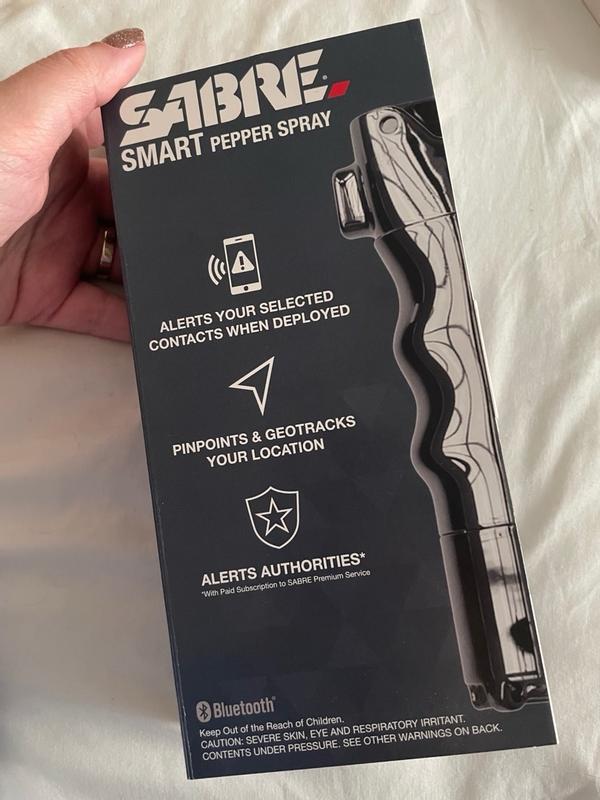 SABRE
SMART PEPPER SPRAY
ALERTS YOUR SELECTED
CONTACTS WHEN DEPLOYED
PINPOINTS & GEOTRACKS
YOUR LOCATION
ALERTS AUTHORITIES*
*With Paid Subscription to SABRE Premium Service
Bluetooth®
Keep Out of the Reach of Children.
CAUTION: SEVERE SKIN, EYE AND RESPIRATORY IRRITANT.
CONTENTS UNDER PRESSURE. SEE OTHER WARNINGS ON BACK.